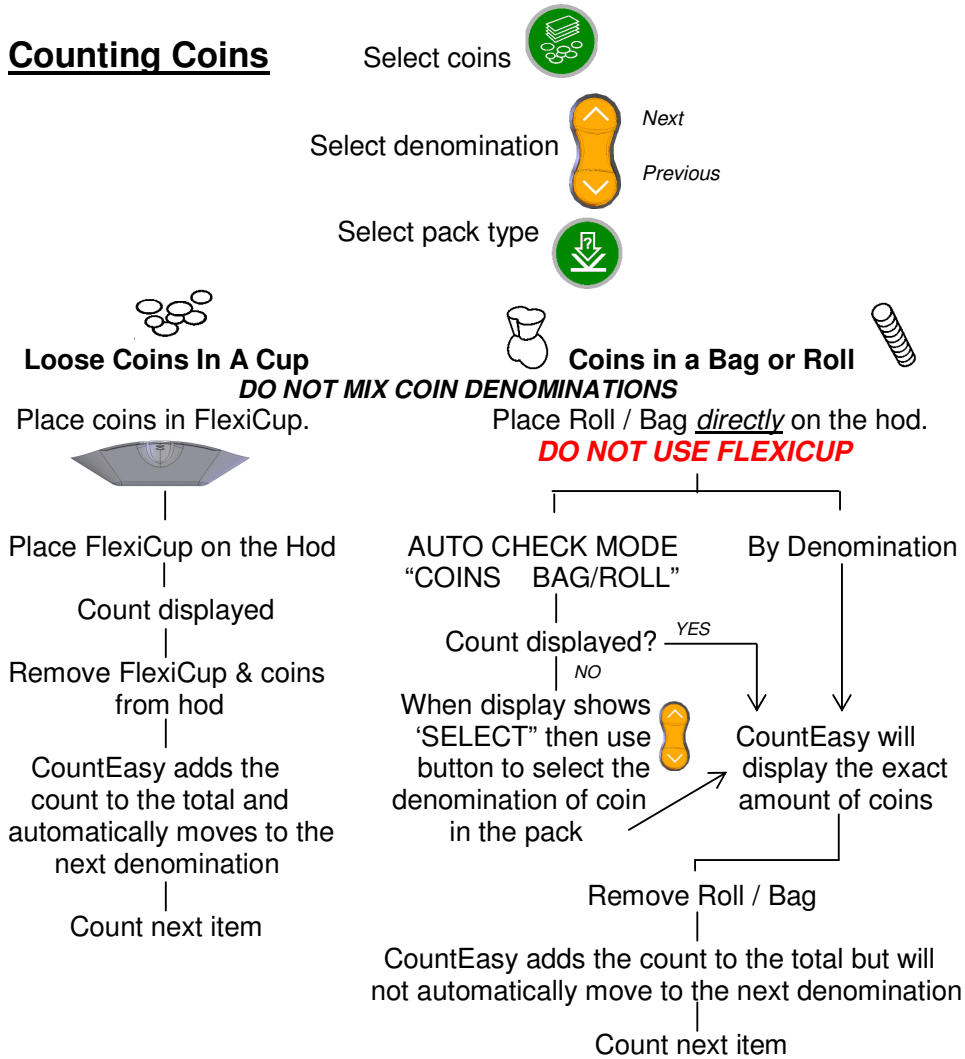 Counting Coins
Select coins
Select denomination
Next
Previous
Select pack type
?
Loose Coins In A Cup
Coins in a Bag or Roll
DO NOT MIX COIN DENOMINATIONS
Place coins in FlexiCup.
Place FlexiCup on the Hod
Count displayed
Remove FlexiCup & coins
from hod
CountEasy adds the
count to the total and
automatically moves to the
next denomination
Count next item
Place Roll / Bag directly on the hod.
DO NOT USE FLEXICUP
AUTO CHECK MODE
“COINS BAG/ROLL”
By Denomination
Count displayed?
YES
NO
When display shows
‘SELECT” then use
button to select the
denomination of coin
in the pack
CountEasy will
display the exact
amount of coins
Remove Roll / Bag
CountEasy adds the count to the total but will
not automatically move to the next denomination
Count next item